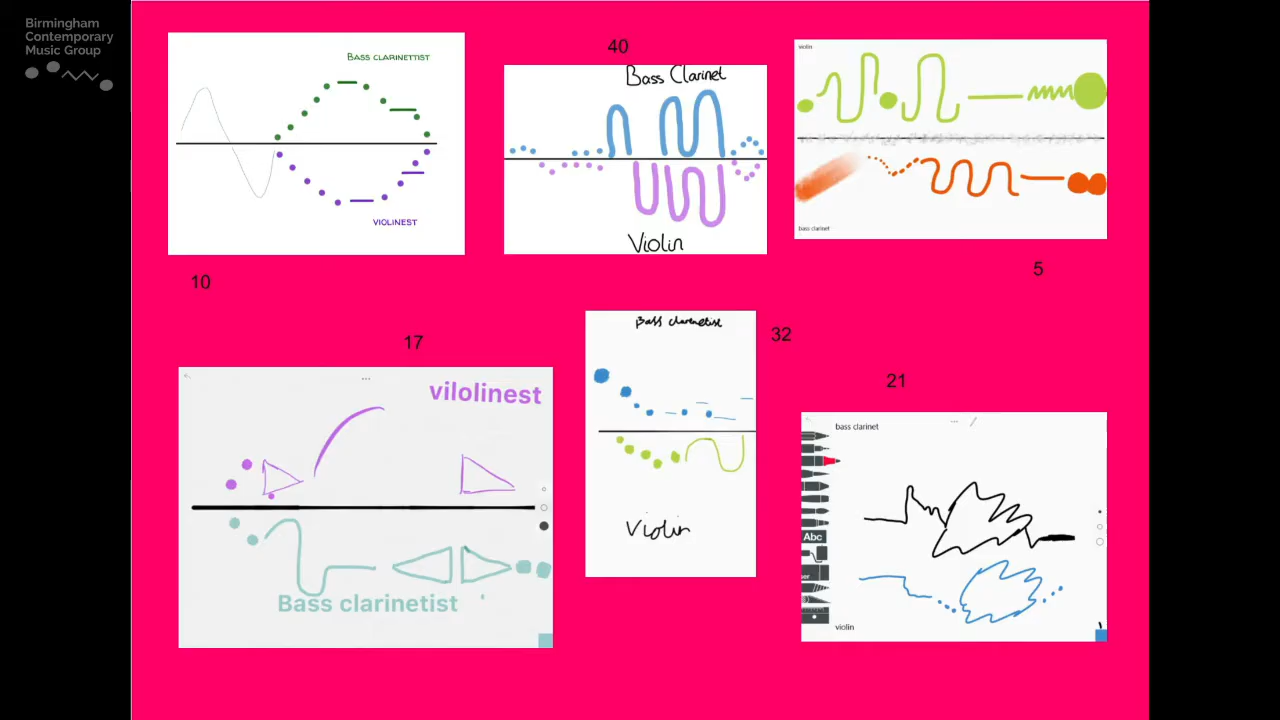 Birmingham
Contemporary
Music Group
BASS CLARINETTIST
VIOLINEST
10
40
Bass Clarinet
Violin
violin
bass clarinet
5
17
vilolinest
Bass clarinetist
32
Bass clarenetist
Violin
21
bass clarinet
Abc
violin